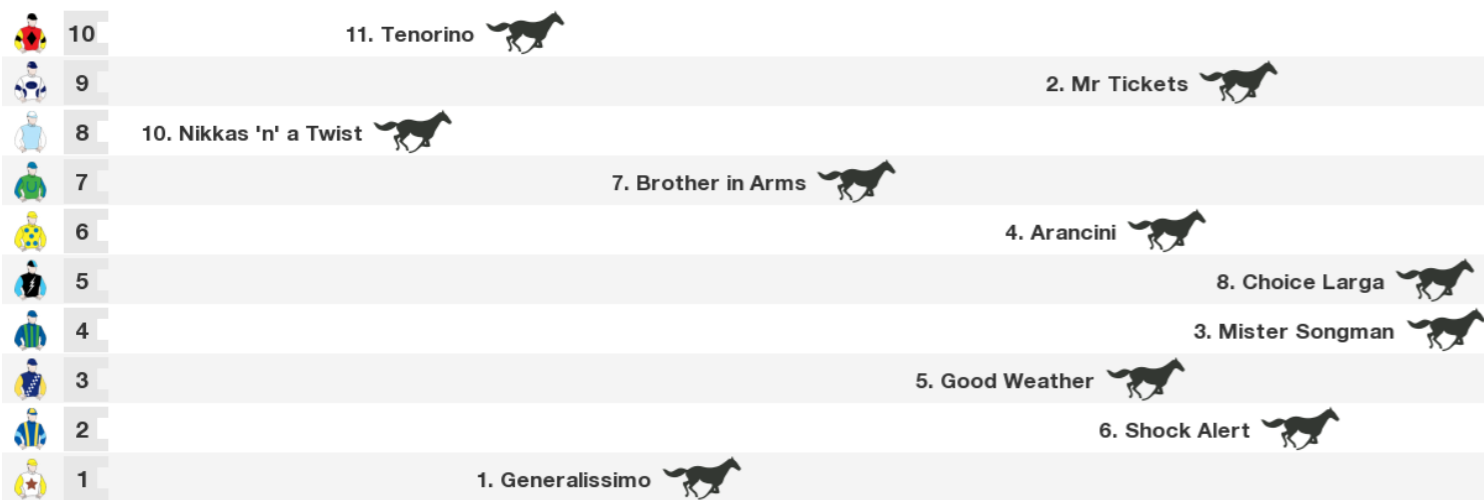 10 11. Tenorino
9 2. Mr Tickets
8 10. Nikkas 'n' a Twist
7 7. Brother in Arms
6 4. Arancini
5 8. Choice Larga
4 3. Mister Songman
3 5. Good Weather
2 6. Shock Alert
1 1. Generalissimo